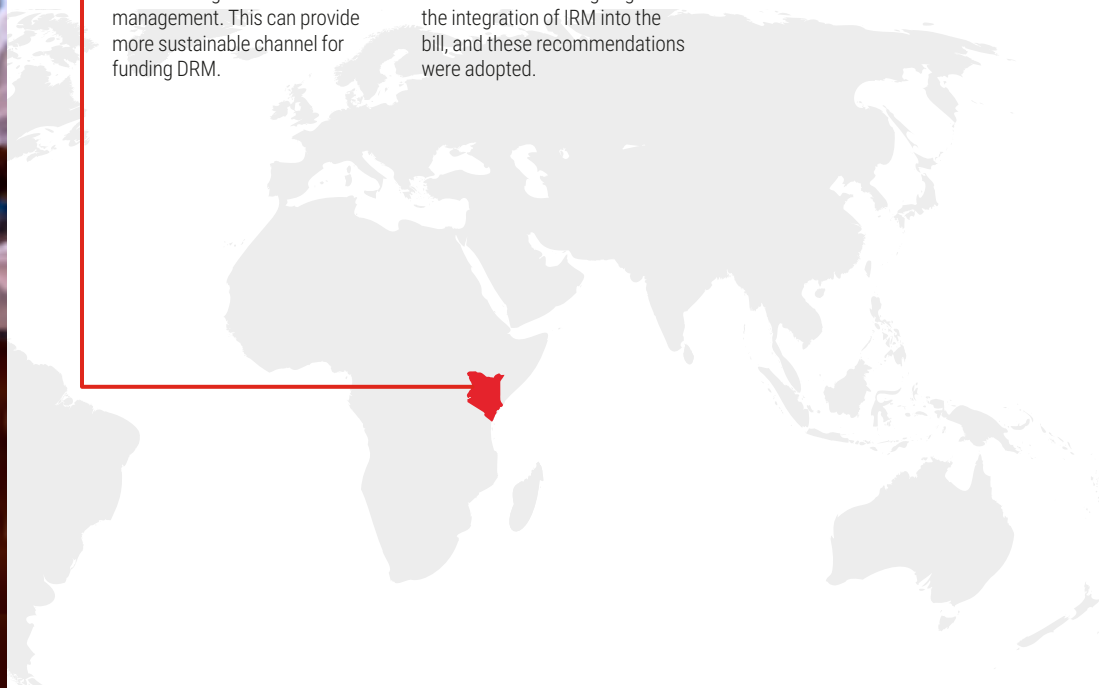 management. This can provide
more sustainable channel for
funding DRM.
the integration of IRM into the
bill, and these recommendations
were adopted.